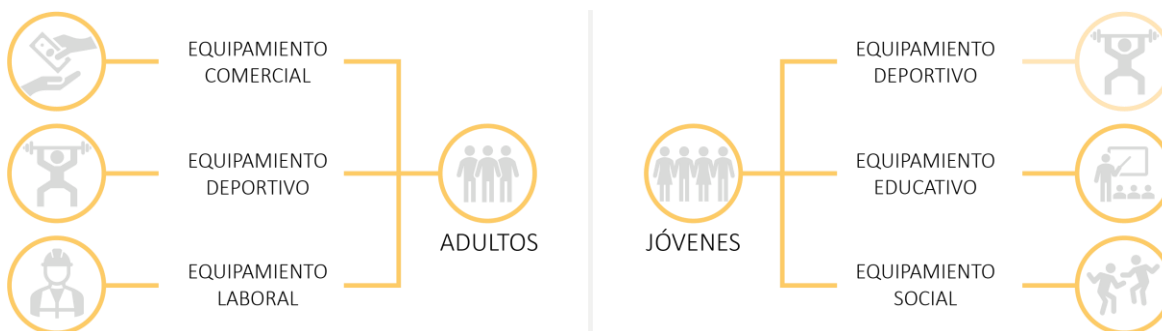 EQUIPAMIENTO
COMERCIAL
EQUIPAMIENTO
DEPORTIVO
EQUIPAMIENTO
LABORAL
ADULTOS
JÓVENES
EQUIPAMIENTO
DEPORTIVO
EQUIPAMIENTO
EDUCATIVO
EQUIPAMIENTO
SOCIAL